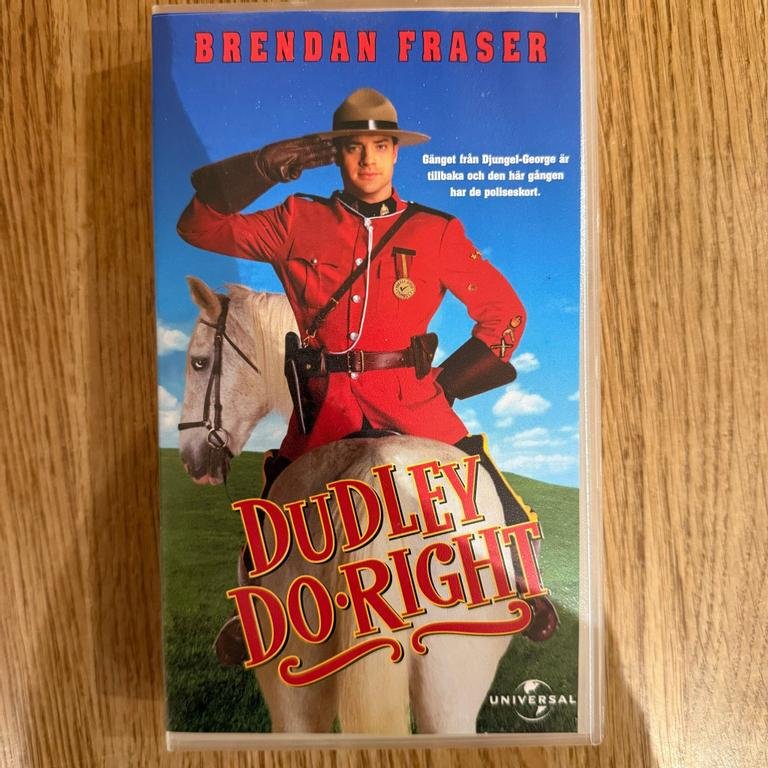 BRENDAN FRASER
Gänget från Djungel-George är
tillbaka och den här gången
har de poliseskort.
DUDLEY
DO·RIGHT
UNIVERSAL